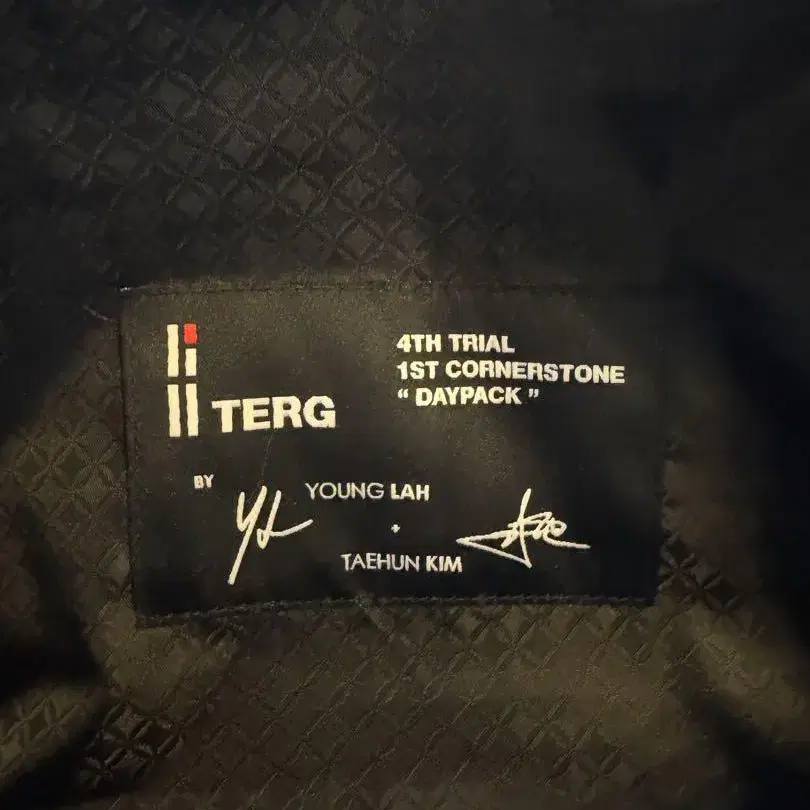 TERG
4TH TRIAL
1ST CORNERSTONE
“ DAYPACK ”
BY
YOUNG LAH
+
TAEHUN KIM